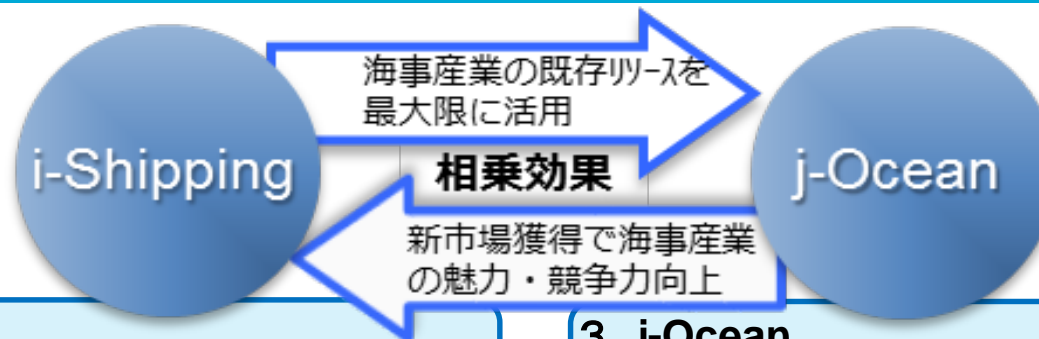 海事産業の既存ﾘｿｰｽを
最大限に活用
i-Shipping
相乗効果
j-Ocean
新市場獲得で海事産業
の魅力・競争力向上
３．j-Ocean